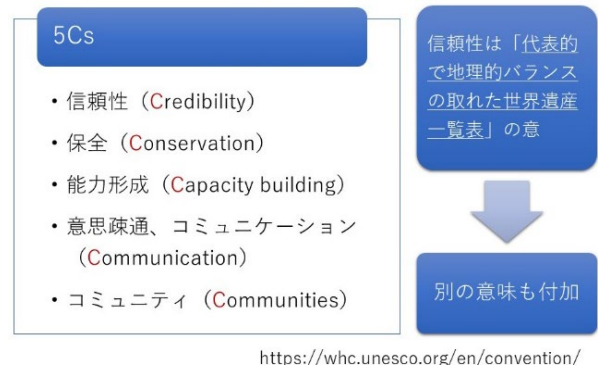 5Cs
• 信頼性（Credibility）
• 保全（Conservation）
• 能力形成（Capacity building）
• 意思疎通、コミュニケーション
（Communication）
• コミュニティ（Communities）
信頼性は「代表的
で地理的バランス
の取れた世界遺産
一覧表」の意
別の意味も付加
https://whc.unesco.org/en/convention/